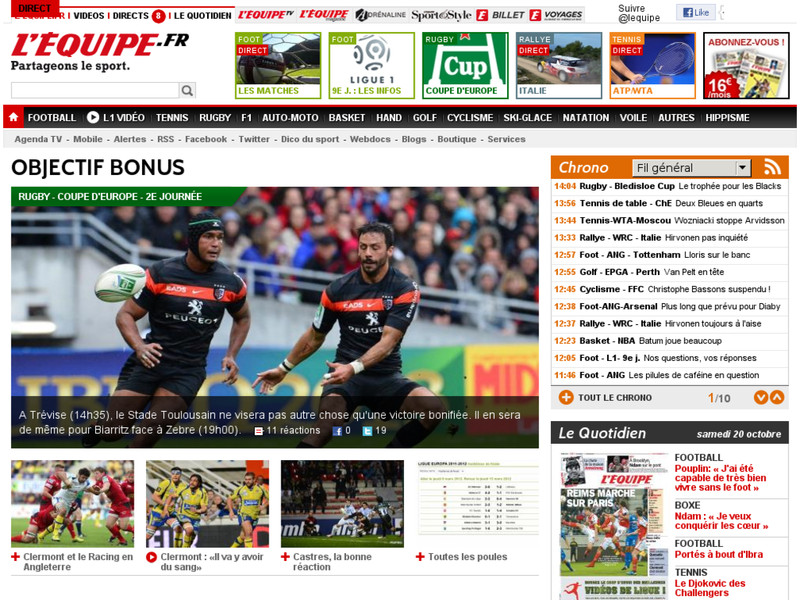 DIRECT
VIDEOS | DIRECTS 8 | LE QUOTIDIEN
L'ÉQUIPE TV L'ÉQUIPE ADRÉNALINE Sport&Style BILLET VOYAGES
Suivre @lequipe
Like
L'ÉQUIPE.FR
Partageons le sport.
FOOT DIRECT LES MATCHES
FOOT LIGUE 1 9E J. : LES INFOS
RUGBY Cup COUPE D'EUROPE
RALLYE DIRECT ITALIE
TENNIS DIRECT ATP/WTA
ABONNEZ-VOUS !
16€ /mois
FOOTBALL L1 VIDÉO TENNIS RUGBY F1 AUTO-MOTO BASKET HAND GOLF CYCLISME SKI-GLACE NATATION VOILE AUTRES HIPPISME
Agenda TV - Mobile - Alertes - RSS - Facebook - Twitter - Dico du sport - Webdocs - Blogs - Boutique - Services
OBJECTIF BONUS
RUGBY - COUPE D'EUROPE - 2E JOURNÉE
PEUGEOT
PEUGEOT
A Trévise (14h35), le Stade Toulousain ne visera pas autre chose qu'une victoire bonifiée. Il en sera
de même pour Biarritz face à Zebre (19h00). 11 réactions 0 19
Clermont et le Racing en
Angleterre
Clermont : «Il va y avoir
du sang»
Castres, la bonne
réaction
Toutes les poules
Chrono Fil général
14:04 Rugby - Bledisloe Cup Le trophée pour les Blacks
13:56 Tennis de table - ChE Deux Bleues en quarts
13:44 Tennis-WTA-Moscou Wozniacki stoppe Arvidsson
13:33 Rallye - WRC - Italie Hirvonen pas inquiété
12:57 Foot - ANG - Tottenham Lloris sur le banc
12:55 Golf - EPGA - Perth Van Pelt en tête
12:45 Cyclisme - FFC Christophe Bassons suspendu !
12:38 Foot-ANG-Arsenal Plus long que prévu pour Diaby
12:37 Rallye - WRC - Italie Hirvonen toujours à l'aise
12:23 Basket - NBA Batum joue beaucoup
12:05 Foot - L1- 9e j. Nos questions, vos réponses
11:46 Foot - ANG Les pilules de caféine en question
TOUT LE CHRONO 1/10
Le Quotidien samedi 20 octobre
L'ÉQUIPE
REIMS MARCHE
SUR PARIS
VIDÉOS DE LIGUE 1
FOOTBALL
Pouplin: « J'ai été
capable de très bien
vivre sans le foot »
BOXE
Ndam : « Je veux
conquérir les cœur »
FOOTBALL
Portés à bout d'Ibra
TENNIS
Le Djokovic des
Challengers